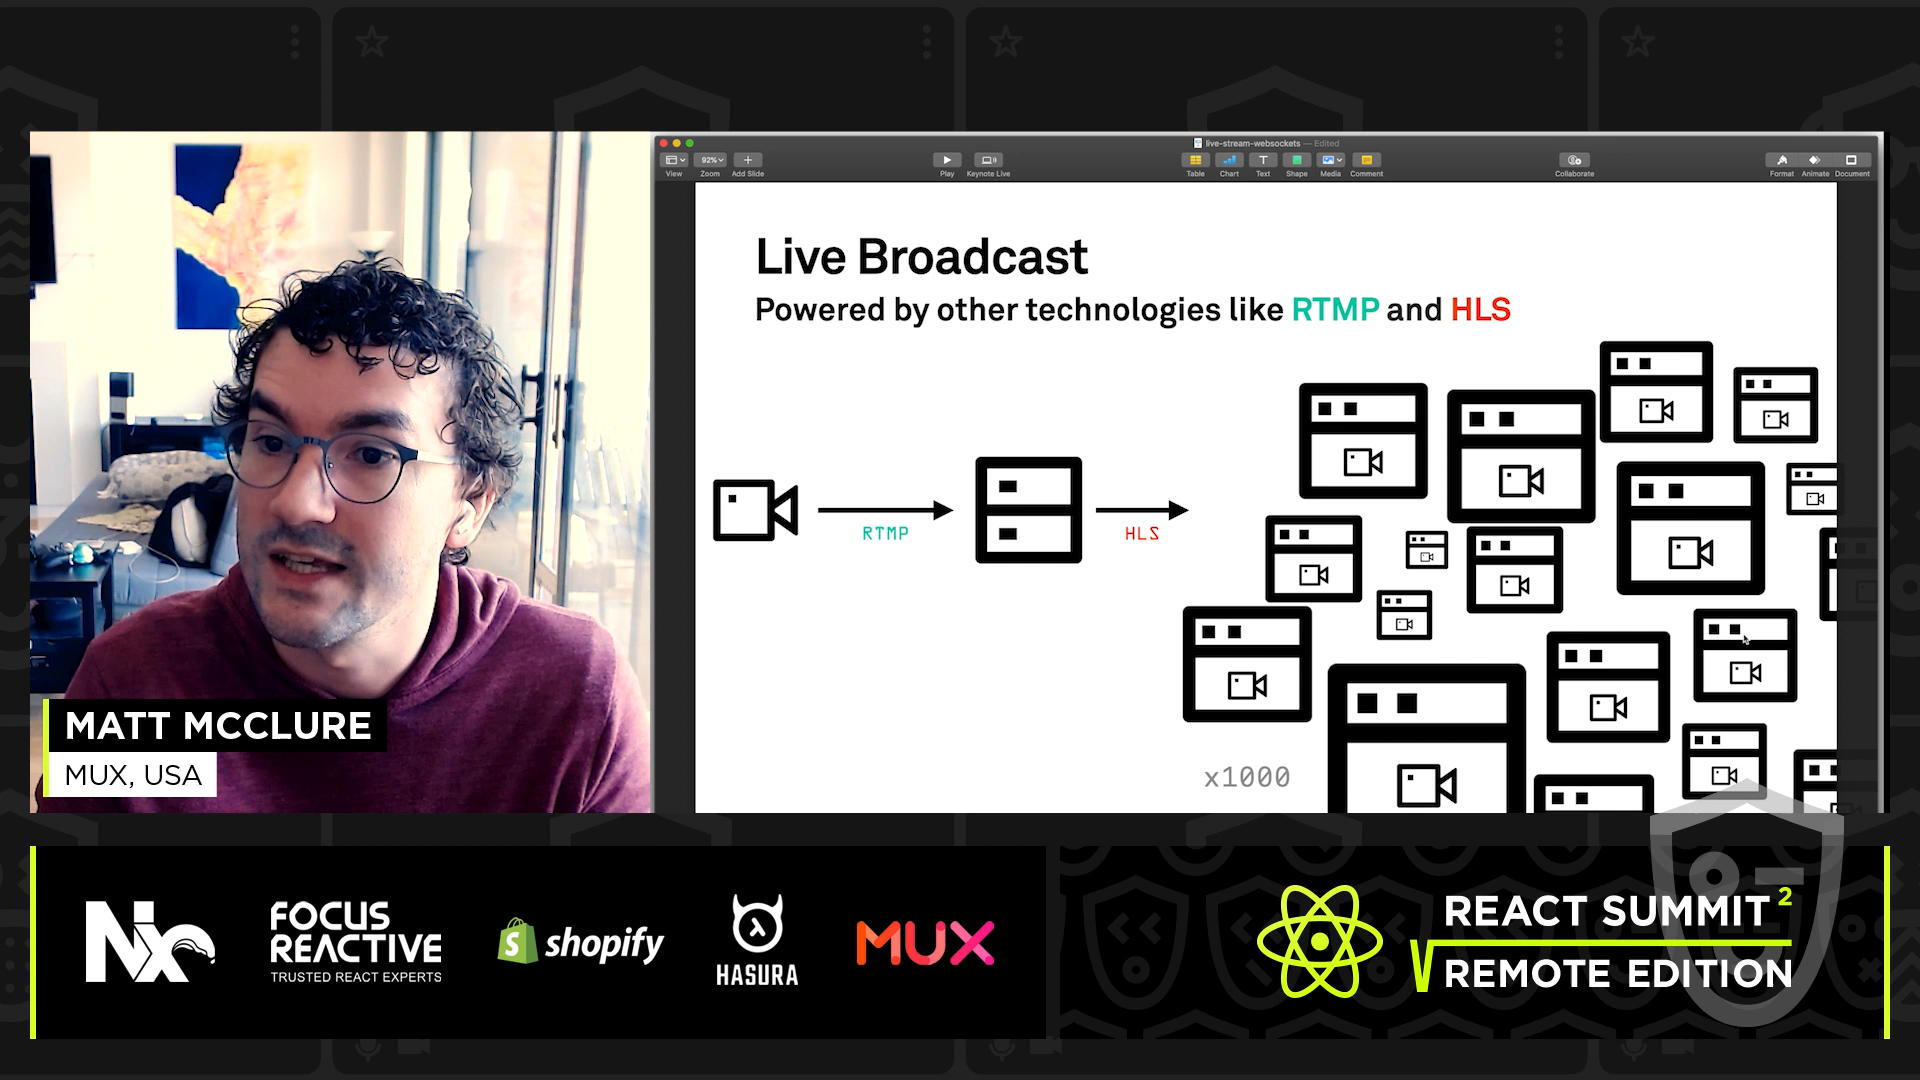 live-stream-websockets — Edited
92%
View
Zoom
Add Slide
Play
Keynote Live
Table
Chart
Text
Shape
Media
Comment
Collaborate
Format
Animate
Document
Live Broadcast
Powered by other technologies like RTMP and HLS
RTMP
HLS
x1000
MATT MCCLURE
MUX, USA
Nx
FOCUS
REACTIVE
TRUSTED REACT EXPERTS
shopify
HASURA
MUX
REACT SUMMIT 2
REMOTE EDITION